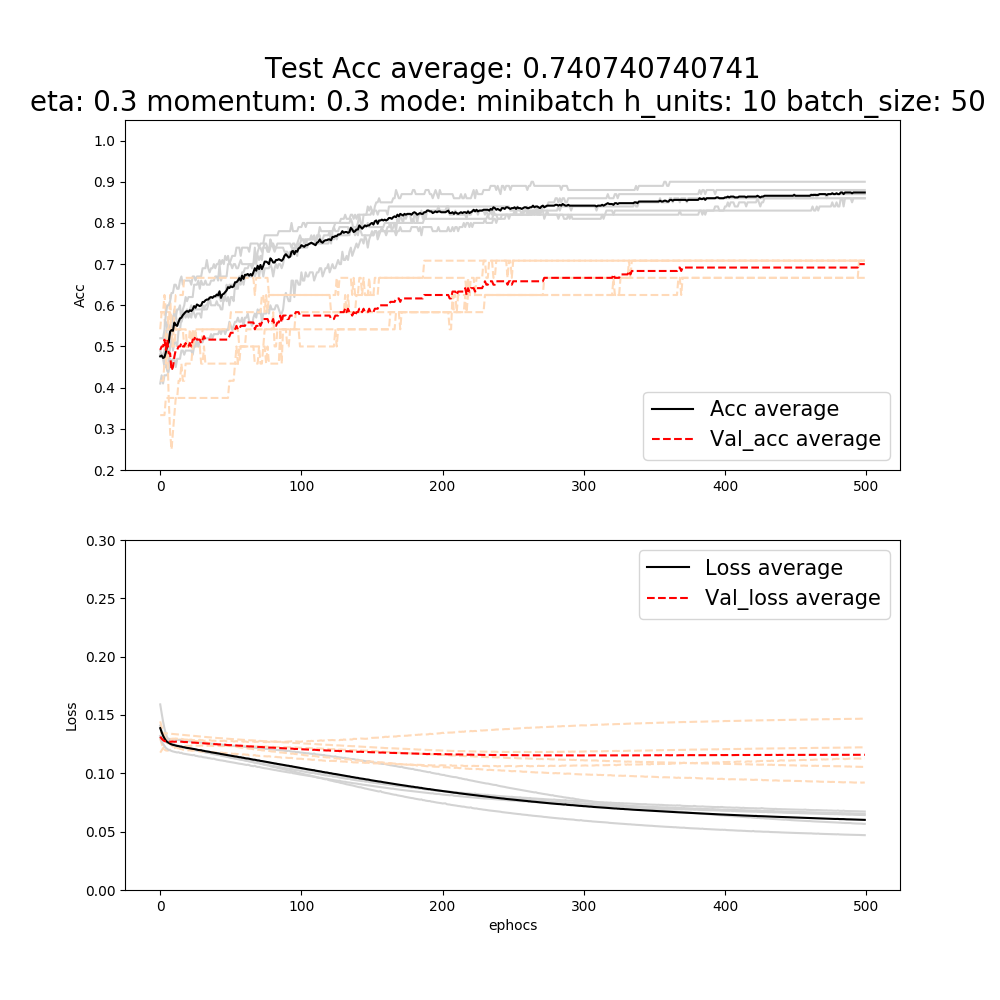 Test Acc average: 0.740740740741
eta: 0.3 momentum: 0.3 mode: minibatch h_units: 10 batch_size: 50
1.0
0.9
0.8
0.7
0.6
0.5
0.4
0.3
0.2
Acc
Acc average
Val_acc average
0 100 200 300 400 500
0.30
0.25
0.20
0.15
0.10
0.05
0.00
Loss
Loss average
Val_loss average
0 100 200 300 400 500
ephocs